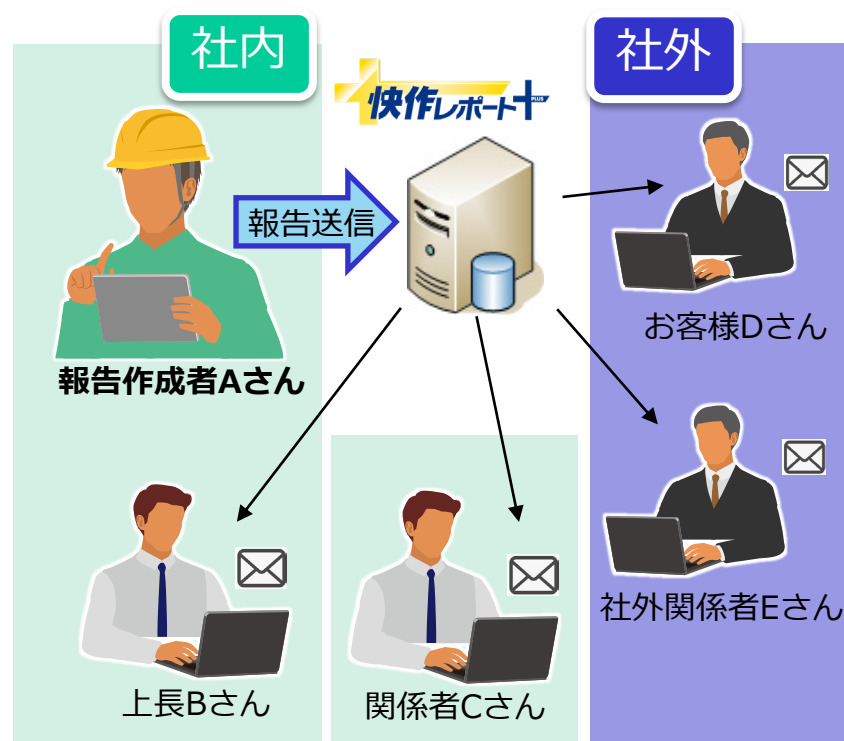 社内
社外
快作レポート+
PLUS
報告送信
報告作成者Aさん
お客様Dさん
社外関係者Eさん
上長Bさん
関係者Cさん